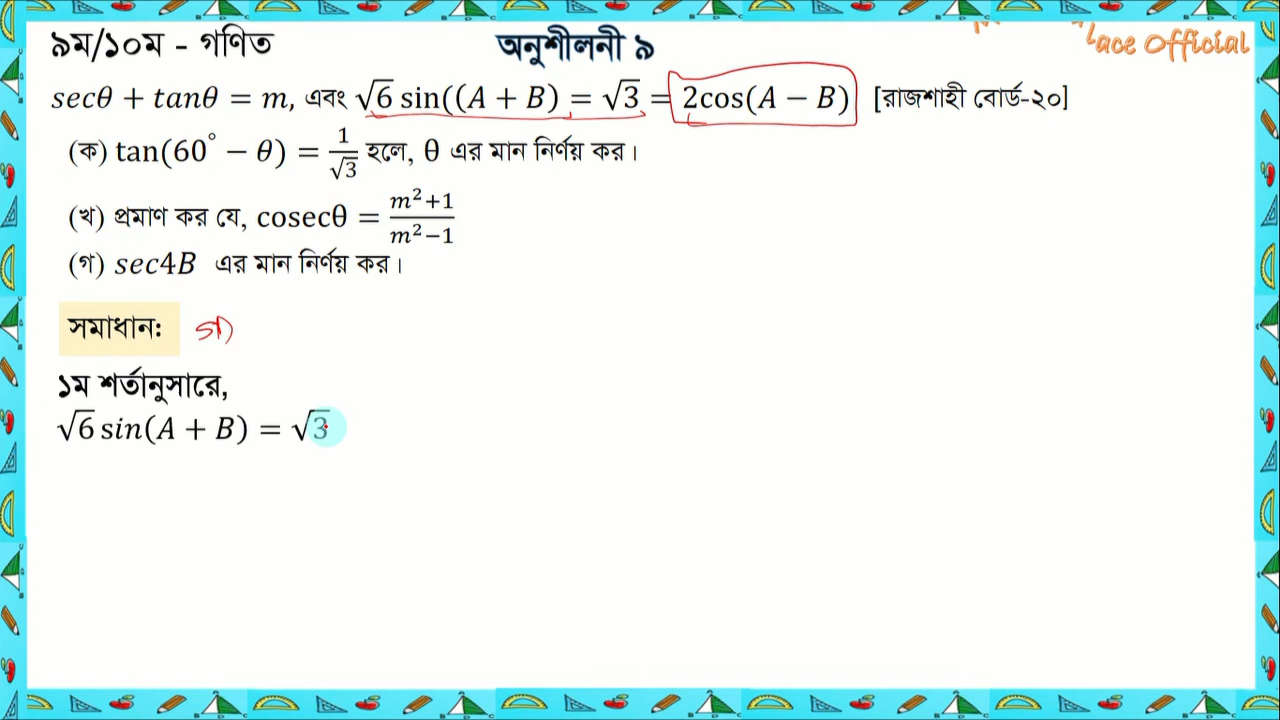 ৯ম/১০ম - গণিত
অনুশীলনী ৯
lace Official
secθ + tanθ = m, এবং √6 sin((A + B) = √3 = 2cos(A − B) [রাজশাহী বোর্ড-২০]
(ক) tan(60° − θ) = 1/√3 হলে, θ এর মান নির্ণয় কর।
(খ) প্রমাণ কর যে, cosecθ = m²+1/m²−1
(গ) sec4B এর মান নির্ণয় কর।
সমাধান: গ)
১ম শর্তানুসারে,
√6 sin(A + B) = √3